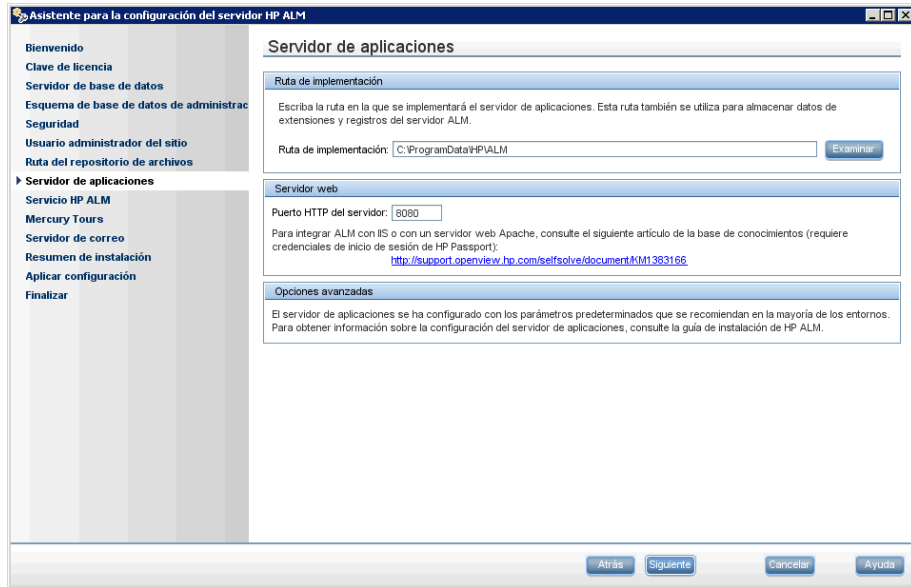 Asistente para la configuración del servidor HP ALM
Bienvenido
Clave de licencia
Servidor de base de datos
Esquema de base de datos de administrac
Seguridad
Usuario administrador del sitio
Ruta del repositorio de archivos
Servidor de aplicaciones
Servicio HP ALM
Mercury Tours
Servidor de correo
Resumen de instalación
Aplicar configuración
Finalizar
Servidor de aplicaciones
Ruta de implementación
Escriba la ruta en la que se implementará el servidor de aplicaciones. Esta ruta también se utiliza para almacenar datos de
extensiones y registros del servidor ALM.
Ruta de implementación: C:\ProgramData\HP\ALM Examinar
Servidor web
Puerto HTTP del servidor: 8080
Para integrar ALM con IIS o con un servidor web Apache, consulte el siguiente artículo de la base de conocimientos (requiere
credenciales de inicio de sesión de HP Passport):
http://support.openview.hp.com/selfsolve/document/KM1383166
Opciones avanzadas
El servidor de aplicaciones se ha configurado con los parámetros predeterminados que se recomiendan en la mayoría de los entornos.
Para obtener información sobre la configuración del servidor de aplicaciones, consulte la guía de instalación de HP ALM.
Atrás Siguiente Cancelar Ayuda